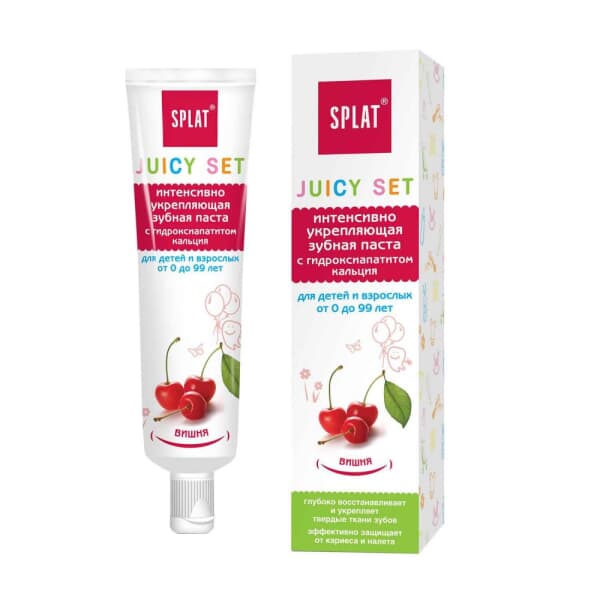 SPLAT®
JUICY SET
интенсивно
укрепляющая
зубная паста
с гидроксиапатитом
кальция
для детей и взрослых
от 0 до 99 лет
вишня
SPLAT®
JUICY SET
интенсивно
укрепляющая
зубная паста
с гидроксиапатитом
кальция
для детей и взрослых
от 0 до 99 лет
вишня
глубоко восстанавливает
и укрепляет
твердые ткани зубов
эффективно защищает
от кариеса и налета